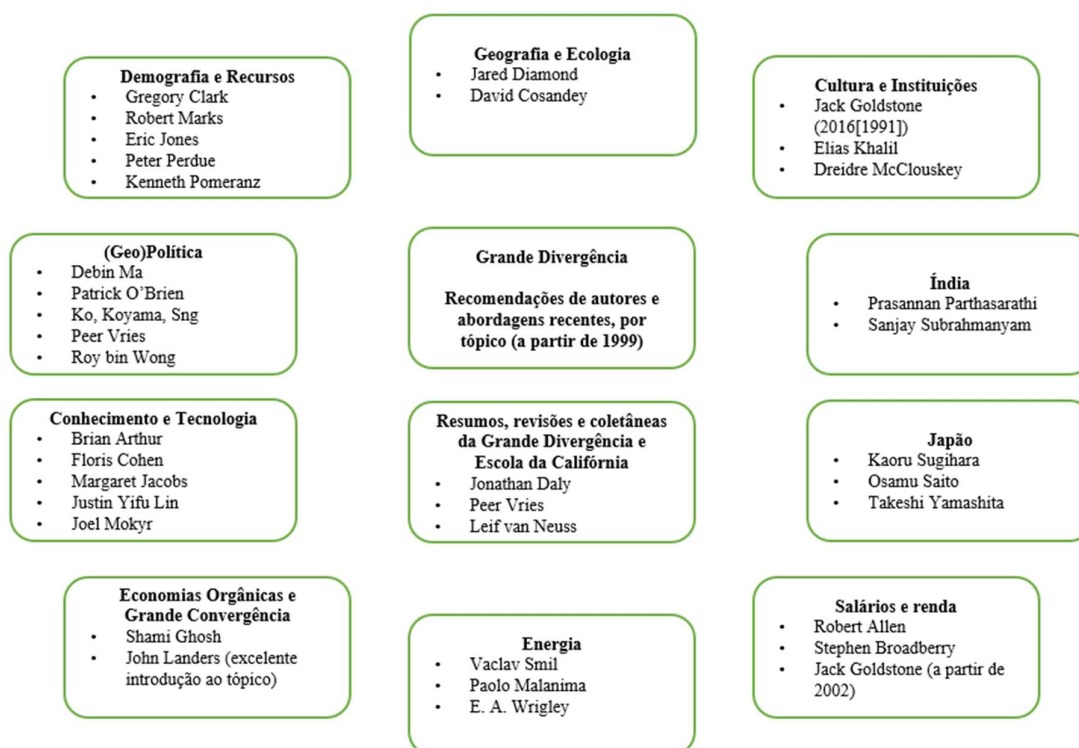 Geografia e Ecologia
• Jared Diamond
• David Cosandey
Demografia e Recursos
• Gregory Clark
• Robert Marks
• Eric Jones
• Peter Perdue
• Kenneth Pomeranz
Cultura e Instituições
• Jack Goldstone
(2016[1991])
• Elias Khalil
• Dreidre McClouskey
(Geo)Política
• Debin Ma
• Patrick O’Brien
• Ko, Koyama, Sng
• Peer Vries
• Roy bin Wong
Grande Divergência
Recomendações de autores e
abordagens recentes, por
tópico (a partir de 1999)
Índia
• Prasannan Parthasarathi
• Sanjay Subrahmanyam
Conhecimento e Tecnologia
• Brian Arthur
• Floris Cohen
• Margaret Jacobs
• Justin Yifu Lin
• Joel Mokyr
Resumos, revisões e coletâneas
da Grande Divergência e
Escola da Califórnia
• Jonathan Daly
• Peer Vries
• Leif van Neuss
Japão
• Kaoru Sugihara
• Osamu Saito
• Takeshi Yamashita
Economias Orgânicas e
Grande Convergência
• Shami Ghosh
• John Landers (excelente
introdução ao tópico)
Energia
• Vaclav Smil
• Paolo Malanima
• E. A. Wrigley
Salários e renda
• Robert Allen
• Stephen Broadberry
• Jack Goldstone (a partir de
2002)